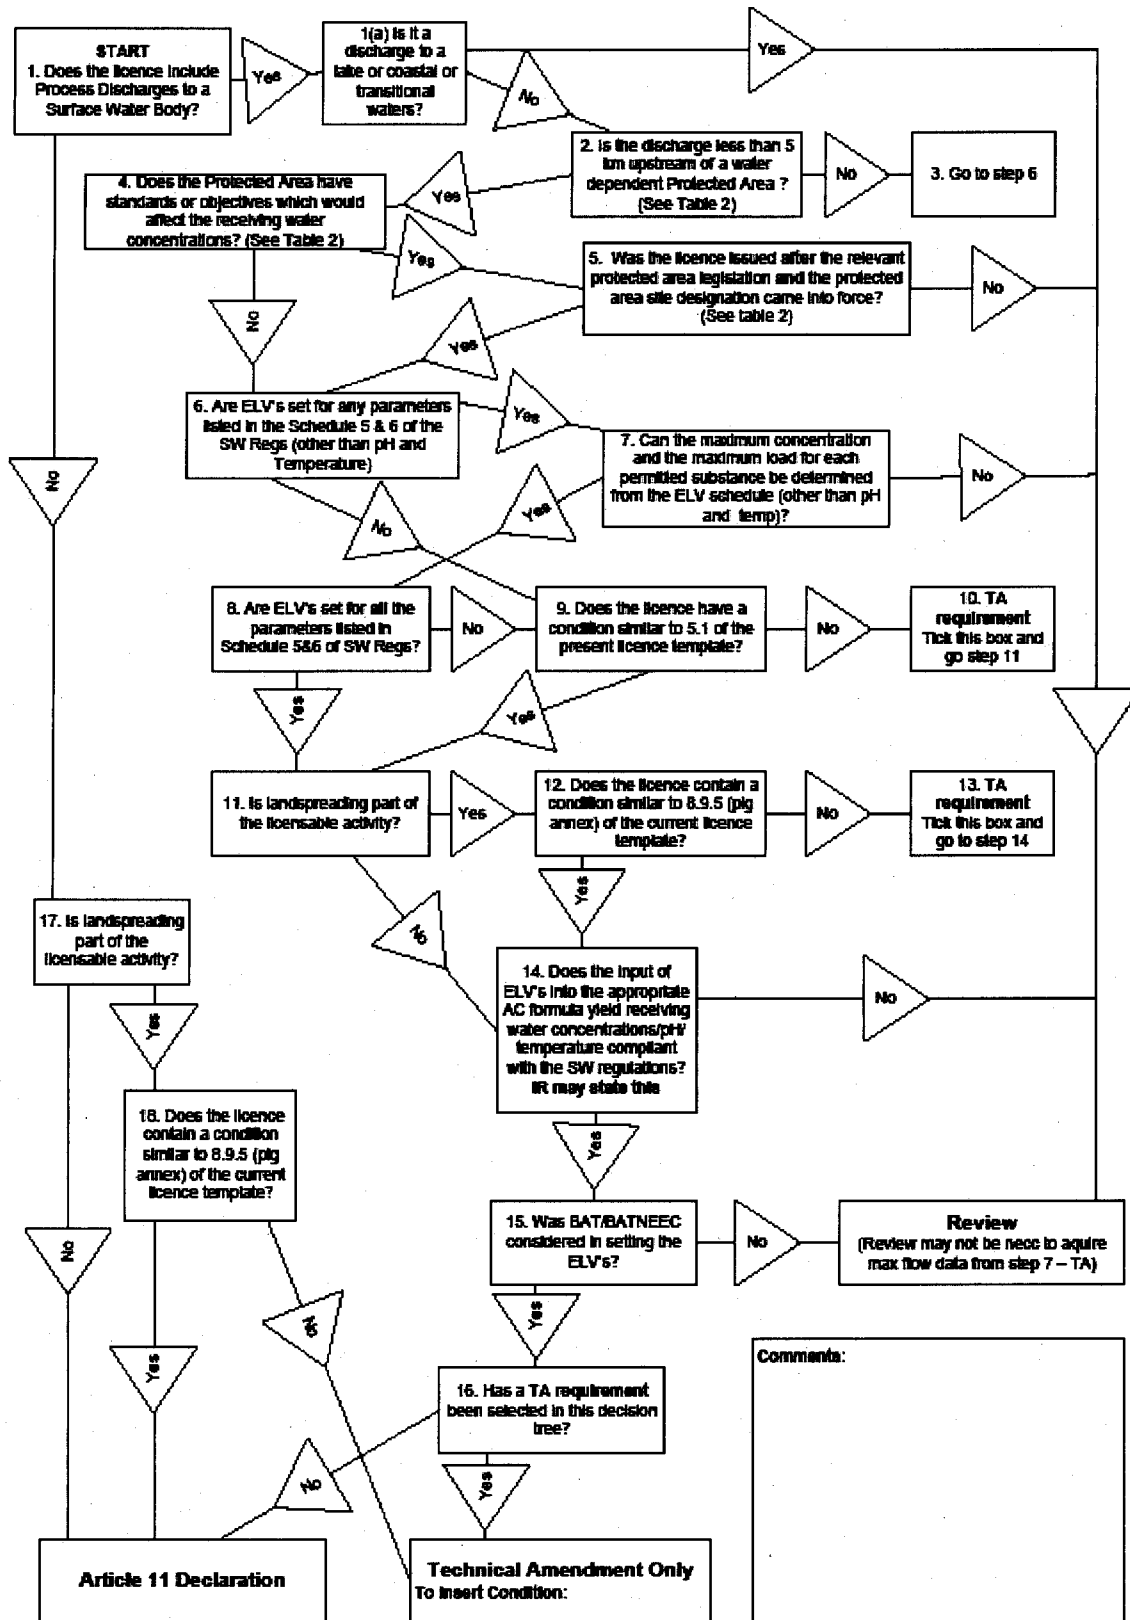 START
1. Does the licence include
Process Discharges to a
Surface Water Body?
Yes
1(a) Is it a
discharge to a
lake or coastal or
transitional
waters?
Yes
No
2. Is the discharge less than 5
km upstream of a water
dependent Protected Area ?
(See Table 2)
No
3. Go to step 6
Yes
4. Does the Protected Area have
standards or objectives which would
affect the receiving water
concentrations? (See Table 2)
Yes
5. Was the licence issued after the relevant
protected area legislation and the protected
area site designation came into force?
(See table 2)
No
No
Yes
6. Are ELV's set for any parameters
listed in the Schedule 5 & 6 of the
SW Regs (other than pH and
Temperature)
Yes
7. Can the maximum concentration
and the maximum load for each
permitted substance be determined
from the ELV schedule (other than pH
and temp)?
No
No
Yes
No
8. Are ELV's set for all the
parameters listed in
Schedule 5&6 of SW Regs?
No
9. Does the licence have a
condition similar to 5.1 of the
present licence template?
No
10. TA
requirement
Tick this box and
go step 11
Yes
Yes
11. Is landspreading part of
the licensable activity?
Yes
12. Does the licence contain a
condition similar to 8.9.5 (pig
annex) of the current licence
template?
No
13. TA
requirement
Tick this box and
go to step 14
Yes
No
17. Is landspreading
part of the
licensable activity?
14. Does the input of
ELV's into the appropriate
AC formula yield receiving
water concentrations/pH/
temperature compliant
with the SW regulations?
IR may state this
No
Yes
18. Does the licence
contain a condition
similar to 8.9.5 (pig
annex) of the current
licence template?
Yes
15. Was BAT/BATNEEC
considered in setting the
ELV's?
No
Review
(Review may not be necc to aquire
max flow data from step 7 – TA)
No
No
Yes
Yes
Comments:
16. Has a TA requirement
been selected in this decision
tree?
No
Yes
Article 11 Declaration
Technical Amendment Only
To Insert Condition: